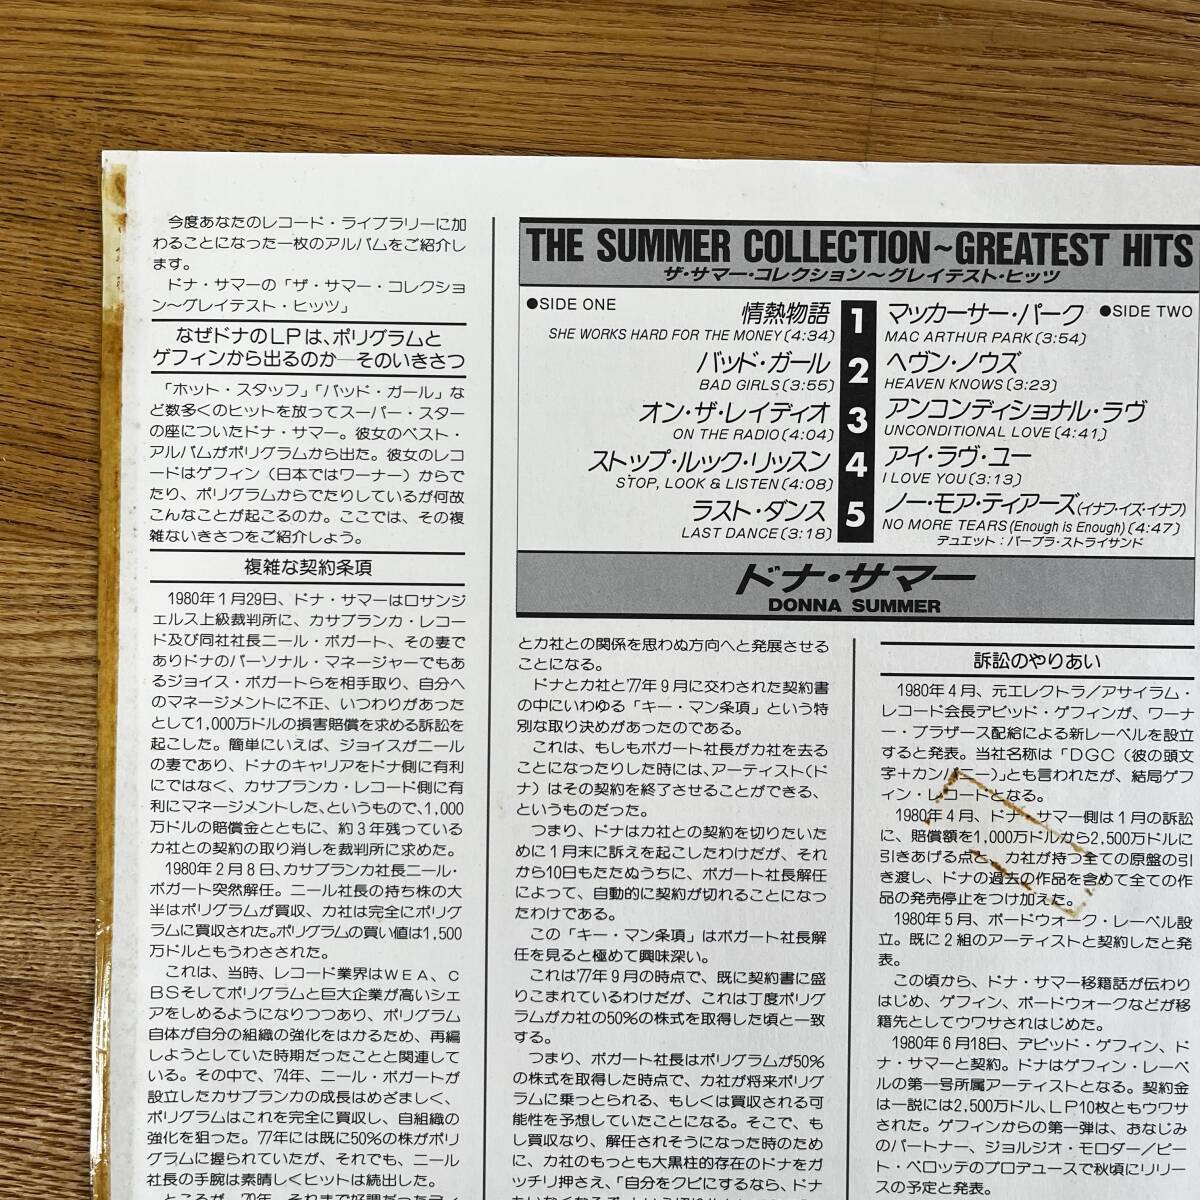 今度あなたのレコード・ライブラリーに加
わることになった一枚のアルバムをご紹介し
ます。
ドナ・サマーの「ザ・サマー・コレクショ
ン〜グレイテスト・ヒッツ」
なぜドナのLPは、ポリグラムと
ゲフィンから出るのか—そのいきさつ
「ホット・スタッフ」「バッド・ガール」な
ど数多くのヒットを放ってスーパー・スター
の座についたドナ・サマー。彼女のベスト・
アルバムがポリグラムから出た。彼女のレコ
ードはゲフィン(日本ではワーナー)からで
たり、ポリグラムからでたりしているが何故
こんなことが起こるのか。ここでは、その複
雑ないきさつをご紹介しよう。
複雑な契約条項
1980年1月29日、ドナ・サマーはロサンジ
ェルス上級裁判所に、カサブランカ・レコー
ド及び同社社長ニール・ボガート、その妻で
ありドナのパーソナル・マネージャーでもあ
るジョイス・ボガートらを相手取り、自分へ
のマネージメントに不正、いつわりがあった
として1,000万ドルの損害賠償を求める訴訟を
起こした。簡単にいえば、ジョイスがニール
の妻であり、ドナのキャリアをドナ側に有利
にではなく、カサブランカ・レコード側に有
利にマネージメントした、というもので、1,000
万ドルの賠償金とともに、約3年残っている
カ社との契約の取り消しを裁判所に求めた。
1980年2月8日、カサブランカ社長ニール・
ボガート突然解任。ニール社長の持ち株の大
半はポリグラムが買収、カ社は完全にポリグ
ラムに買収された。ポリグラムの買い値は1,500
万ドルともうわさされた。
これは、当時、レコード業界はWEA、C
BSそしてポリグラムと巨大企業が高いシェ
アをしめるようになりつつあり、ポリグラム
自体が自分の組織の強化をはかるため、再編
しようとしていた時期だったことと関連して
いる。その中で、'74年、ニール・ボガートが
設立したカサブランカの成長はめざましく、
ポリグラムはこれを完全に買収し、自組織の
強化を狙った。'77年には既に50%の株がポリ
グラムに握られていたが、それでも、ニール
社長の手腕は素晴しくヒットは続出した。
ところが、'79年、それまで好調だったディ
THE SUMMER COLLECTION~GREATEST HITS
ザ・サマー・コレクション〜グレイテスト・ヒッツ
●SIDE ONE
情熱物語
SHE WORKS HARD FOR THE MONEY(4:34)
バッド・ガール
BAD GIRLS(3:55)
オン・ザ・レイディオ
ON THE RADIO(4:04)
ストップ・ルック・リッスン
STOP, LOOK & LISTEN(4:08)
ラスト・ダンス
LAST DANCE(3:18)
1
2
3
4
5
マッカーサー・パーク ●SIDE TWO
MAC ARTHUR PARK(3:54)
ヘヴン・ノウズ
HEAVEN KNOWS(3:23)
アンコンディショナル・ラヴ
UNCONDITIONAL LOVE(4:41)
アイ・ラヴ・ユー
I LOVE YOU(3:13)
ノー・モア・ティアーズ(イナフ・イズ・イナフ)
NO MORE TEARS(Enough is Enough)(4:47)
デュエット:バーブラ・ストライサンド
ドナ・サマー
DONNA SUMMER
とカ社との関係を思わぬ方向へと発展させる
ことになる。
ドナとカ社と'77年9月に交わされた契約書
の中にいわゆる「キー・マン条項」という特
別な取り決めがあったのである。
これは、もしもボガート社長がカ社を去る
ことになったりした時には、アーティスト(ド
ナ)はその契約を終了させることができる、
というものだった。
つまり、ドナはカ社との契約を切りたいた
めに1月末に訴えを起こしたわけだが、それ
から10日もたたぬうちに、ボガート社長解任
によって、自動的に契約が切れることになっ
たわけである。
この「キー・マン条項」はボガート社長解
任を見ると極めて興味深い。
これは'77年9月の時点で、既に契約書に盛
りこまれているわけだが、これは丁度ポリグ
ラムがカ社の50%の株式を取得した頃と一致
する。
つまり、ボガート社長はポリグラムが50%
の株式を取得した時点で、カ社が将来ポリグ
ラムに乗っとられる、もしくは買収される可
能性を予想していたことになる。そこで、も
し買収なり、解任されそうになった時のため
に、カ社のもっとも大黒柱的存在のドナをガ
ッチリ押さえ、「自分をクビにするなら、ドナ
訴訟のやりあい
1980年4月、元エレクトラ/アサイラム・
レコード会長デビッド・ゲフィンが、ワーナ
ー・ブラザース配給による新レーベルを設立
すると発表。当社名称は「DGC(彼の頭文
字+カンパニー)」とも言われたが、結局ゲフ
ィン・レコードとなる。
1980年4月、ドナ・サマー側は1月の訴訟
に、賠償額を1,000万ドルから2,500万ドルに
引きあげる点と、カ社が持つ全ての原盤の引
き渡し、ドナの過去の作品を含めて全ての作
品の発売停止をつけ加えた。
1980年5月、ボードウォーク・レーベル設
立。既に2組のアーティストと契約したと発
表。
この頃から、ドナ・サマー移籍話が伝わり
はじめ、ゲフィン、ボードウォークなどが移
籍先としてウワサされはじめた。
1980年6月18日、デビッド・ゲフィン、ド
ナ・サマーと契約。ドナはゲフィン・レーベ
ルの第一号所属アーティストとなる。契約金
は一説には2,500万ドル、LP10枚ともウワサ
された。ゲフィンからの第一弾は、おなじみ
のパートナー、ジョルジオ・モロダー/ピー
ト・ベロッテのプロデュースで秋頃にリリー
スの予定と発表。